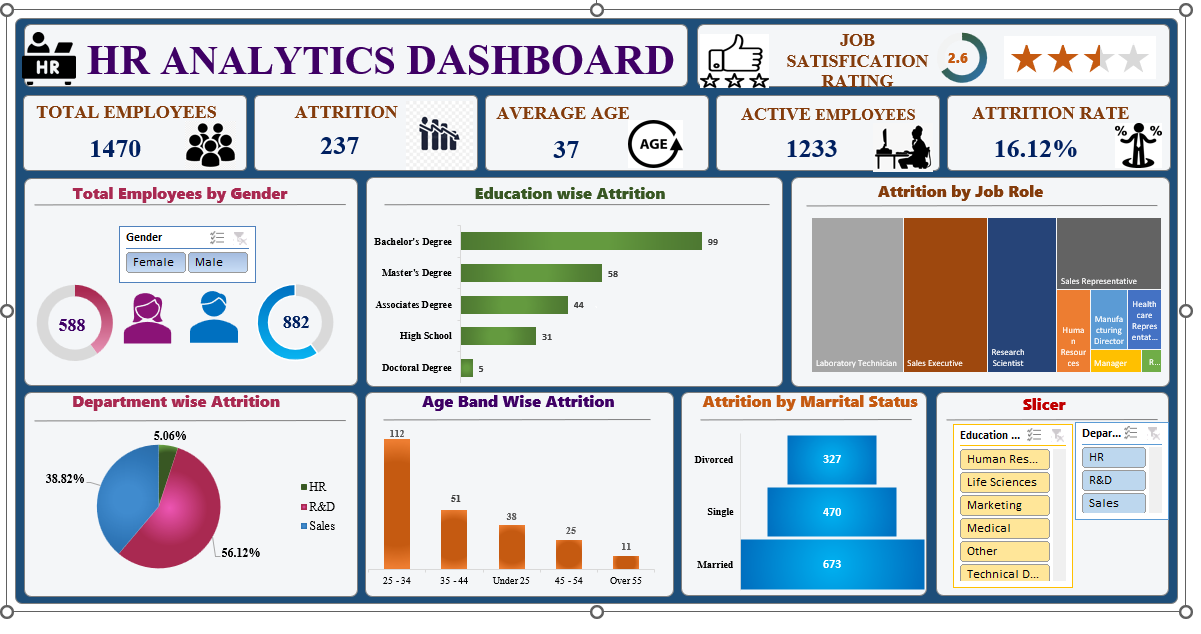 HR
HR ANALYTICS DASHBOARD
JOB
SATISFICATION
RATING
2.6
TOTAL EMPLOYEES
1470
ATTRITION
237
AVERAGE AGE
37
AGE
ACTIVE EMPLOYEES
1233
ATTRITION RATE
16.12%
% %
Total Employees by Gender
Gender
Female
Male
588
882
Education wise Attrition
Bachelor's Degree
99
Master's Degree
58
Associates Degree
44
High School
31
Doctoral Degree
5
Attrition by Job Role
Laboratory Technician
Sales Executive
Research
Scientist
Sales Representative
Huma
n
Resour
ces
Manufa
cturing
Director
Health
care
Repres
entat...
Manager
R...
Department wise Attrition
5.06%
38.82%
56.12%
HR
R&D
Sales
Age Band Wise Attrition
112
51
38
25
11
25 - 34
35 - 44
Under 25
45 - 54
Over 55
Attrition by Marrital Status
Divorced
327
Single
470
Married
673
Slicer
Education ...
Human Res...
Life Sciences
Marketing
Medical
Other
Technical D...
Depar...
HR
R&D
Sales